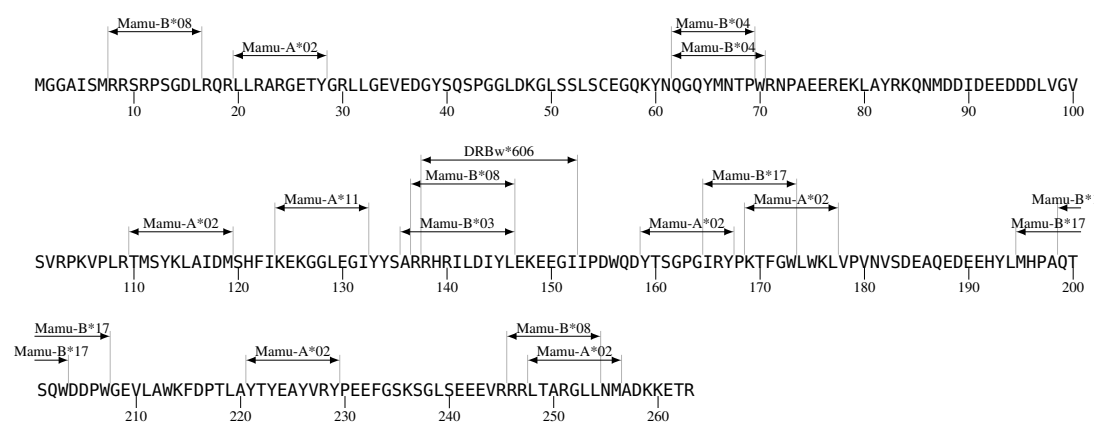 Mamu-B*08 Mamu-B*04
Mamu-A*02 Mamu-B*04
MGGAISMRRSRPSGDLRQRLLRARGETYGRLLGEVEDGYSQSPGGLDKGLSSLSCEGQKYNQGQYMNTPWRNPAEEREKLAYRKQNMDDIDEEDDDLVGV
10 20 30 40 50 60 70 80 90 100
DRBw*606
Mamu-B*08 Mamu-B*17
Mamu-A*11 Mamu-A*02 Mamu-B*
Mamu-A*02 Mamu-B*03 Mamu-A*02 Mamu-B*17
SVRPKVPLRTMSYKLAIDMSHFIKEKGGLEGIYYSARRHRILDIYLEKEEGIIPDWQDYTSGPGIRYPKTFGWLWKLVPVNVSDEAQEDEEHYLMHPAQT
110 120 130 140 150 160 170 180 190 200
Mamu-B*17 Mamu-B*08
Mamu-B*17 Mamu-A*02 Mamu-A*02
SQWDDPWGEVLAWKFDPTLAYTYEAYVRYPEEFGSKSGLSEEEVRRRLTARGLLNMADKKETR
210 220 230 240 250 260